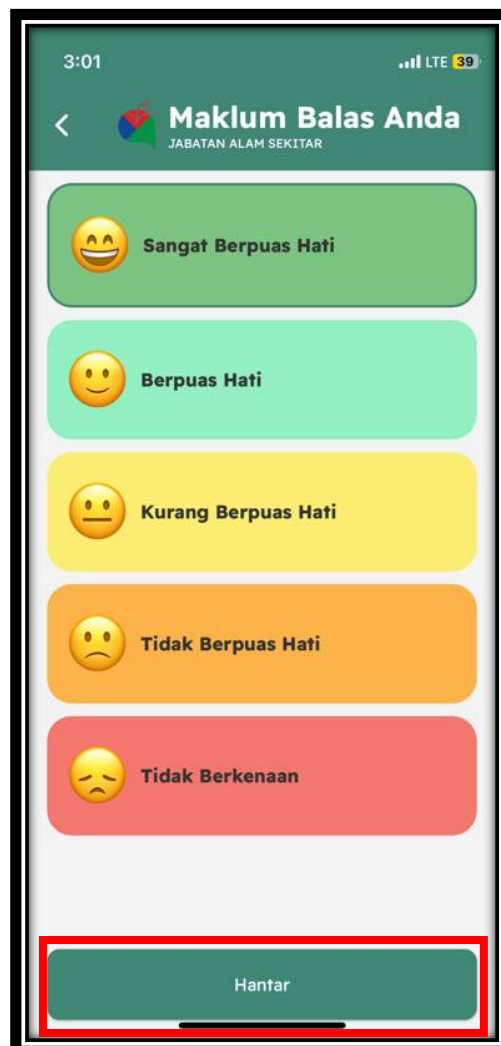 3:01 LTE 39
Maklum Balas Anda
JABATAN ALAM SEKITAR
Sangat Berpuas Hati
Berpuas Hati
Kurang Berpuas Hati
Tidak Berpuas Hati
Tidak Berkenaan
Hantar